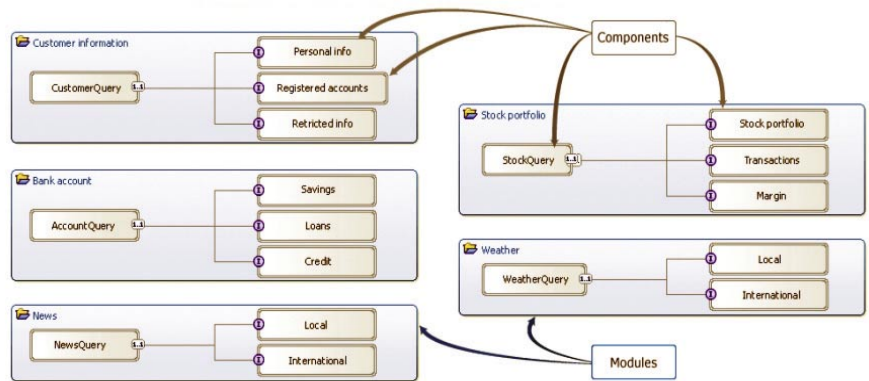 Components
Customer information
CustomerQuery
1..1
Personal info
Registered accounts
Retricted info
Stock portfolio
StockQuery
1..1
Stock portfolio
Transactions
Margin
Bank account
AccountQuery
1..1
Savings
Loans
Credit
Weather
WeatherQuery
1..1
Local
International
News
NewsQuery
1..1
Local
International
Modules